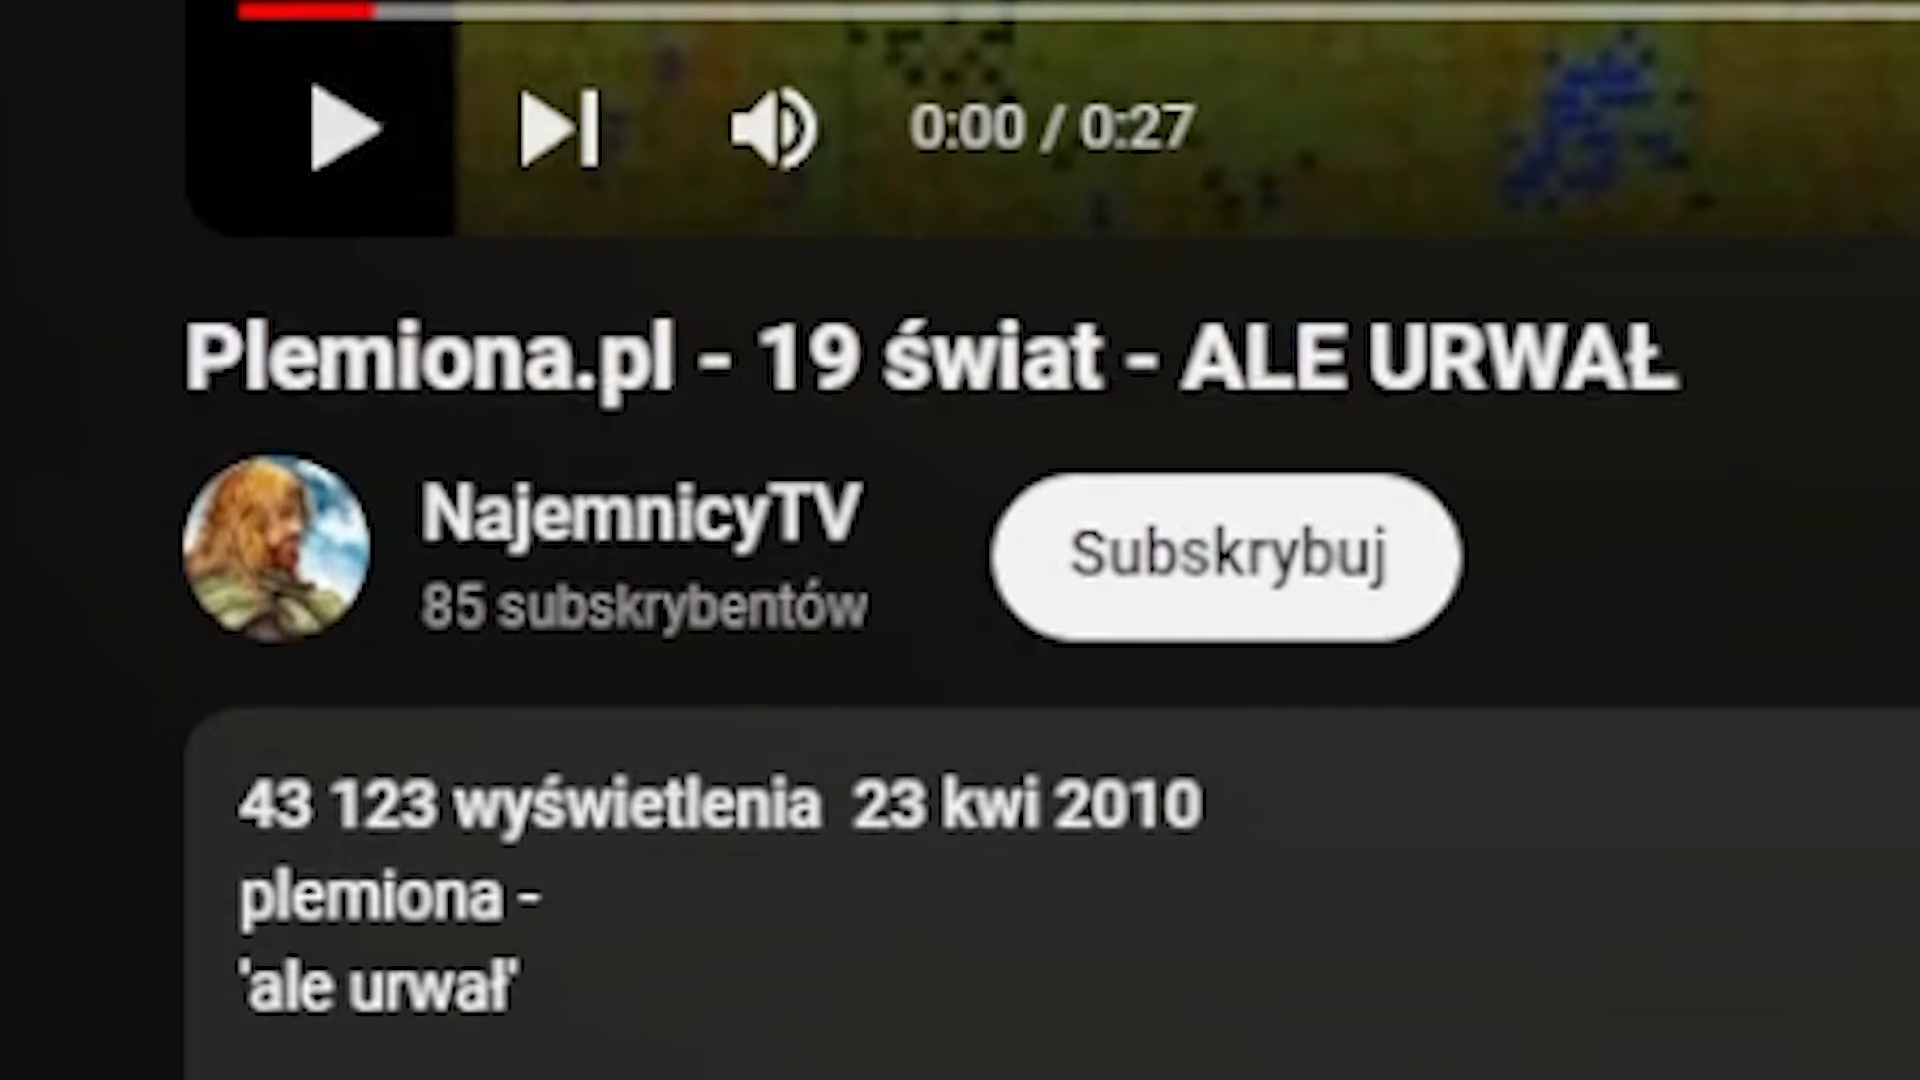 0:00 / 0:27
Plemiona.pl - 19 świat - ALE URWAŁ
NajemnicyTV
85 subskrybentów
Subskrybuj
43 123 wyświetlenia  23 kwi 2010
plemiona -
'ale urwał'